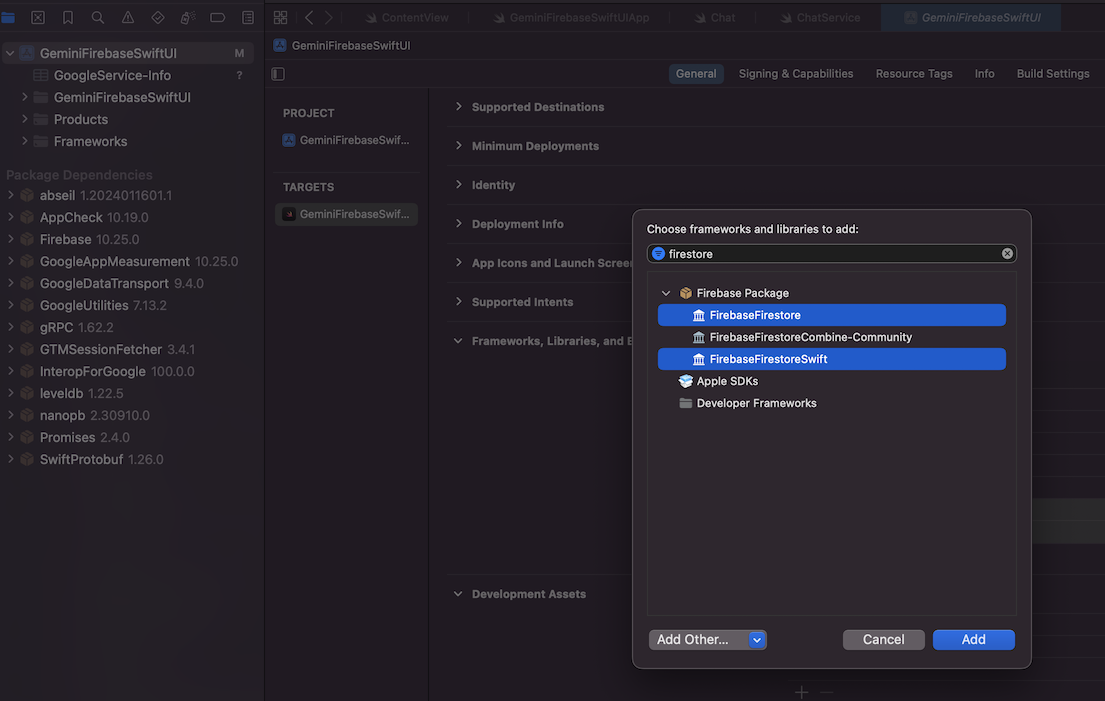 ContentView
GeminiFirebaseSwiftUIApp
Chat
ChatService
GeminiFirebaseSwiftUI
GeminiFirebaseSwiftUI M
GoogleService-Info ?
GeminiFirebaseSwiftUI
Products
Frameworks
Package Dependencies
abseil 1.2024011601.1
AppCheck 10.19.0
Firebase 10.25.0
GoogleAppMeasurement 10.25.0
GoogleDataTransport 9.4.0
GoogleUtilities 7.13.2
gRPC 1.62.2
GTMSessionFetcher 3.4.1
InteropForGoogle 100.0.0
leveldb 1.22.5
nanopb 2.30910.0
Promises 2.4.0
SwiftProtobuf 1.26.0
GeminiFirebaseSwiftUI
General Signing & Capabilities Resource Tags Info Build Settings
PROJECT
GeminiFirebaseSwif...
TARGETS
GeminiFirebaseSwif...
Supported Destinations
Minimum Deployments
Identity
Deployment Info
App Icons and Launch Screen
Supported Intents
Frameworks, Libraries, and E
Development Assets
Choose frameworks and libraries to add:
firestore
Firebase Package
FirebaseFirestore
FirebaseFirestoreCombine-Community
FirebaseFirestoreSwift
Apple SDKs
Developer Frameworks
Add Other...
Cancel
Add